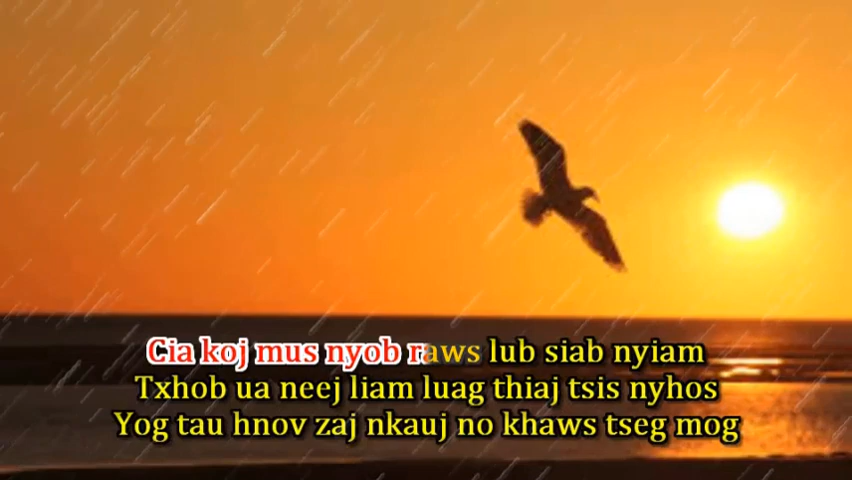 Cia koj mus nyob raws lub siab nyiam
Txhob ua neej liam luag thiaj tsis nyhos
Yog tau hnov zaj nkauj no khaws tseg mog